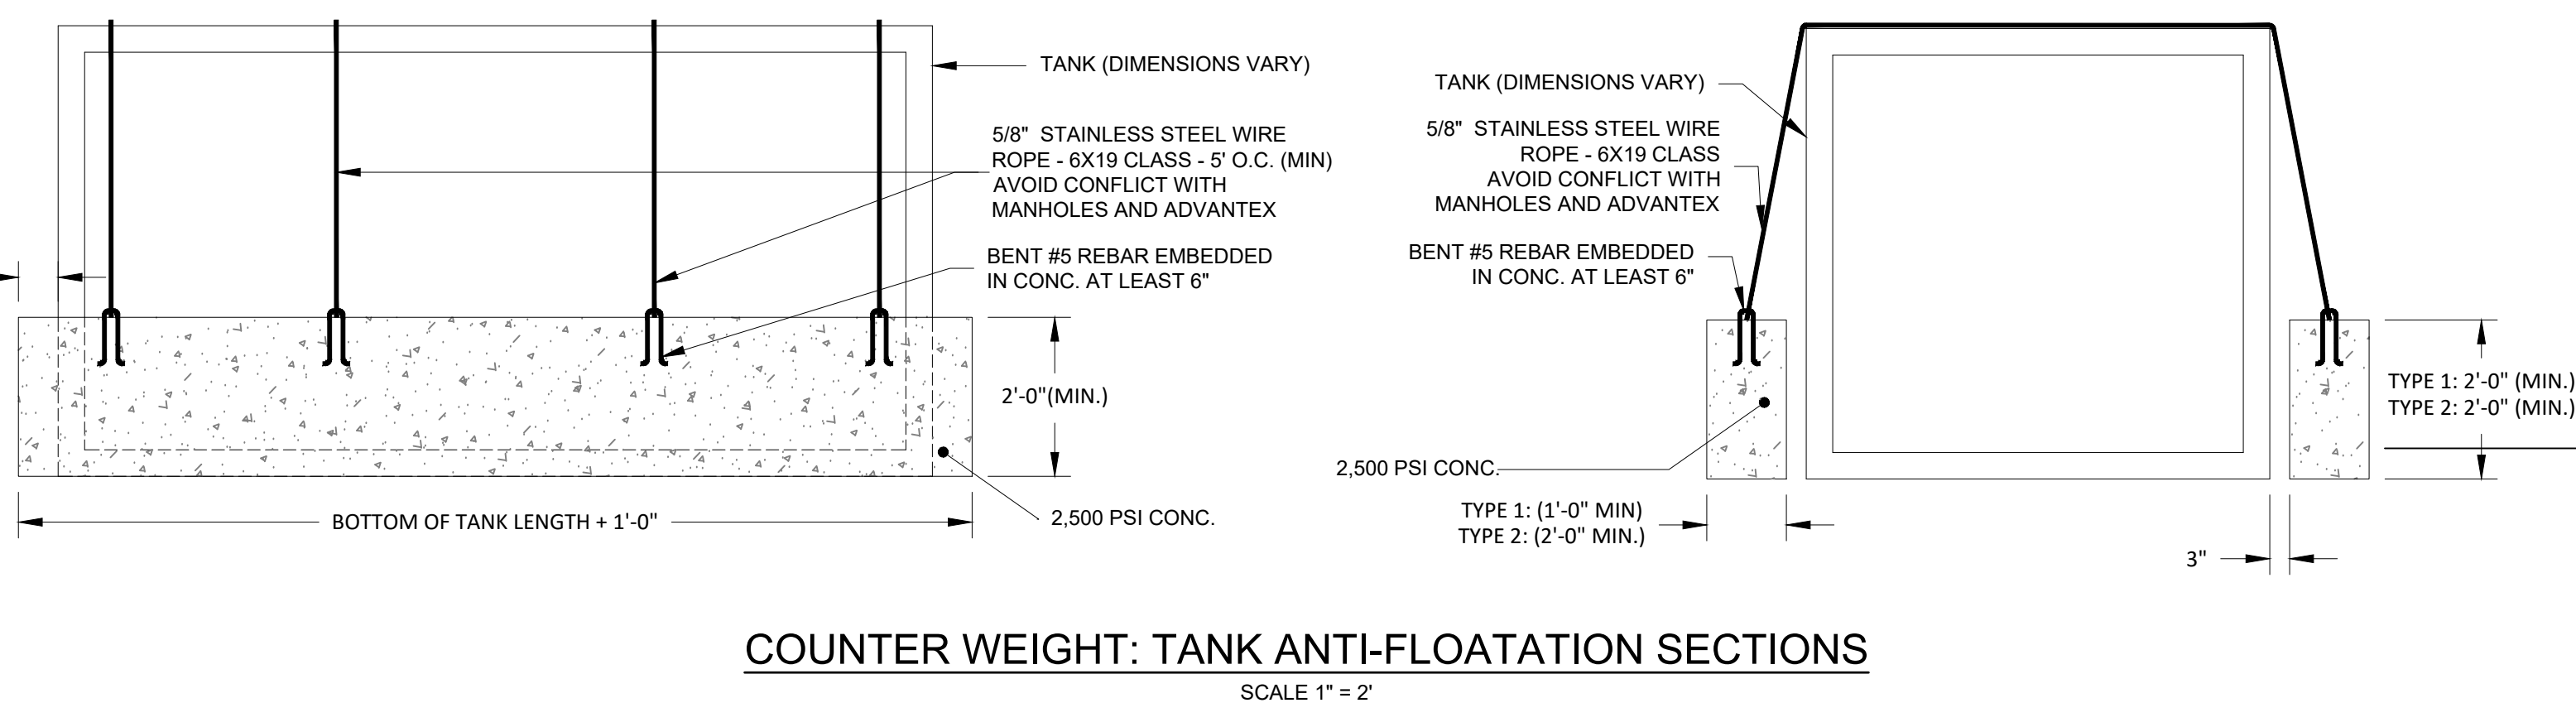 TANK (DIMENSIONS VARY)
5/8" STAINLESS STEEL WIRE
ROPE - 6X19 CLASS - 5' O.C. (MIN)
AVOID CONFLICT WITH
MANHOLES AND ADVANTEX
BENT #5 REBAR EMBEDDED
IN CONC. AT LEAST 6"
2'-0"(MIN.)
BOTTOM OF TANK LENGTH + 1'-0"
2,500 PSI CONC.
TANK (DIMENSIONS VARY)
5/8" STAINLESS STEEL WIRE
ROPE - 6X19 CLASS
AVOID CONFLICT WITH
MANHOLES AND ADVANTEX
BENT #5 REBAR EMBEDDED
IN CONC. AT LEAST 6"
TYPE 1: 2'-0" (MIN.)
TYPE 2: 2'-0" (MIN.)
2,500 PSI CONC.
TYPE 1: (1'-0" MIN)
TYPE 2: (2'-0" MIN.)
3"
COUNTER WEIGHT: TANK ANTI-FLOATATION SECTIONS
SCALE 1" = 2'